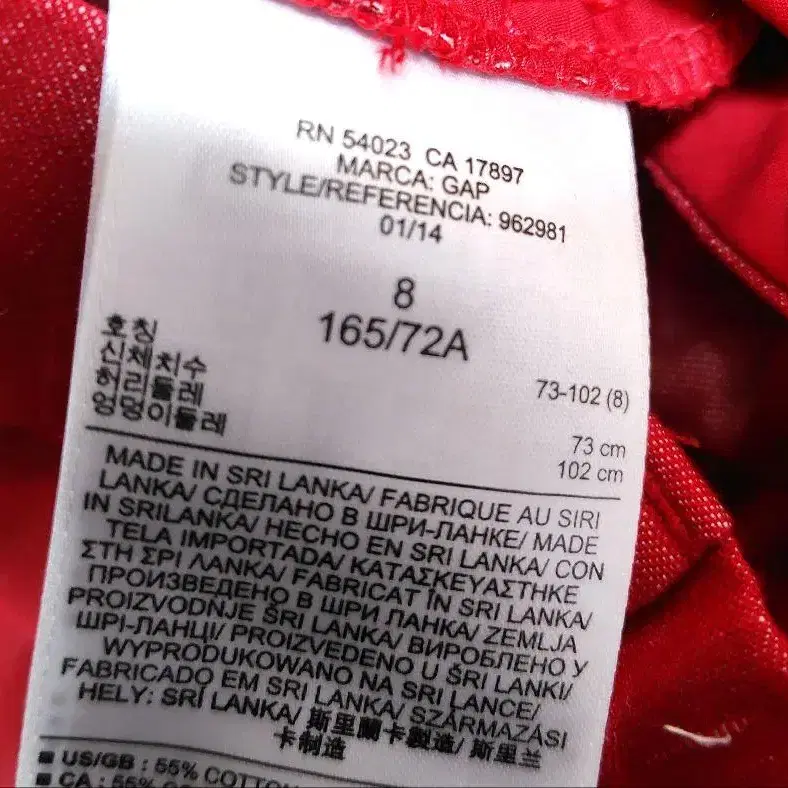 RN 54023 CA 17897
MARCA: GAP
STYLE/REFERENCIA: 962981
01/14
8
165/72A
호칭
신체치수 73-102 (8)
허리둘레 73 cm
엉덩이둘레 102 cm
MADE IN SRI LANKA/ FABRIQUE AU SIRI
LANKA/ СДЕЛАНО В ШРИ-ЛАНКЕ/ MADE
IN SRILANKA/ HECHO EN SRI LANKA/ CON
TELA IMPORTADA/ ΚΑΤΑΣΚΕΥΑΣΤΗΚΕ
ΣΤΗ ΣΡΙ ΛΑΝΚΑ/ FABRICAT ÎN SRI LANKA/
ПРОИЗВЕДЕНО В ШРИ ЛАНКА/ ZEMLJA
PROIZVODNJE ŠRI LANKA/ ВИРОБЛЕНО У
ШРІ-ЛАНЦІ/ PROIZVEDENO U ŠRI LANKI/
WYPRODUKOWANO NA SRI LANCE/
FABRICADO EM SRI LANKA/ SZÁRMAZÁSI
HELY: SRÍ LANKA/ 斯里蘭卡製造/ 斯里兰
卡制造
US/GB : 55% COTTO
CA : 55%